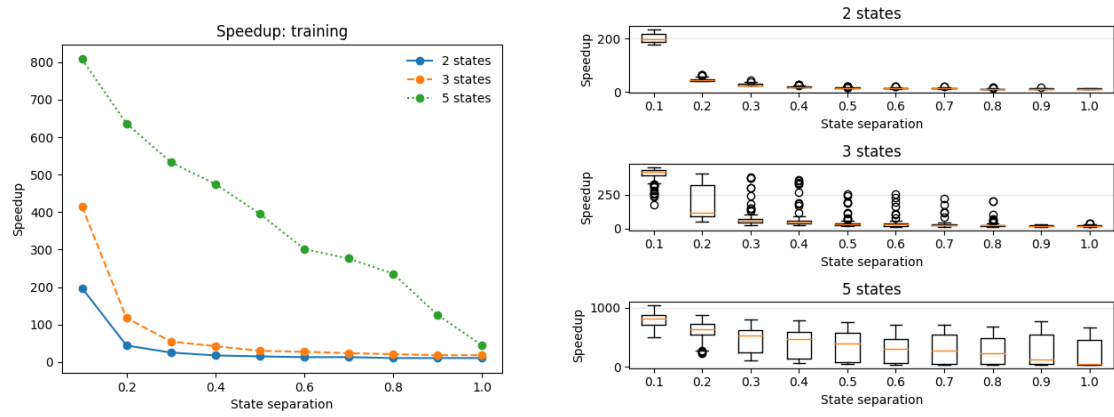 Speedup: training
800
700
600
500
400
300
200
100
0
Speedup
2 states
3 states
5 states
0.2 0.4 0.6 0.8 1.0
State separation
2 states
200
0
Speedup
0.1 0.2 0.3 0.4 0.5 0.6 0.7 0.8 0.9 1.0
State separation
3 states
250
0
Speedup
0.1 0.2 0.3 0.4 0.5 0.6 0.7 0.8 0.9 1.0
State separation
5 states
1000
0
Speedup
0.1 0.2 0.3 0.4 0.5 0.6 0.7 0.8 0.9 1.0
State separation